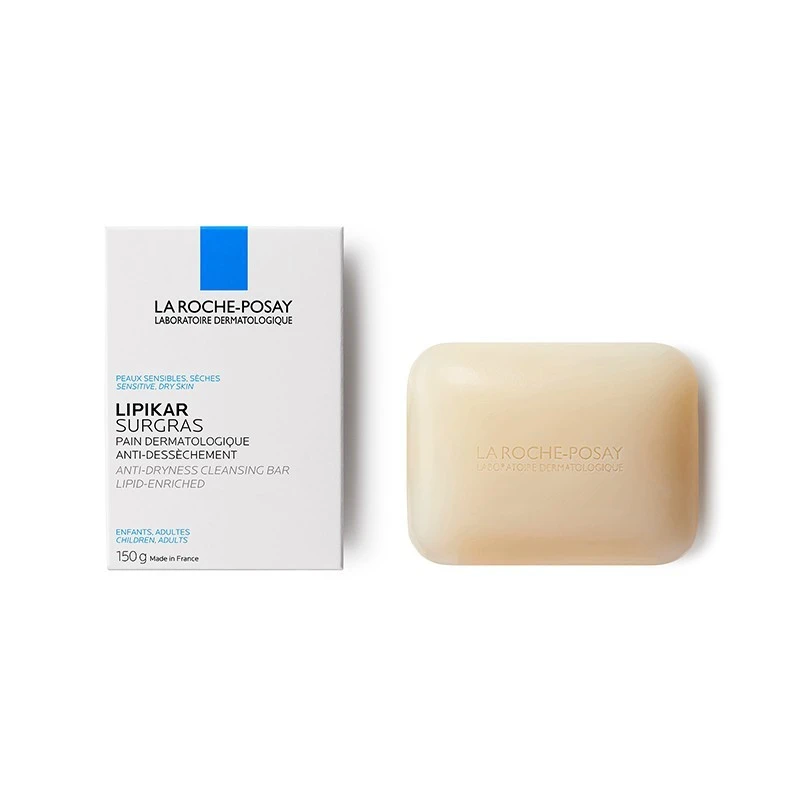 LA ROCHE-POSAY
LABORATOIRE DERMATOLOGIQUE
PEAUX SENSIBLES, SÈCHES
SENSITIVE, DRY SKIN
LIPIKAR
SURGRAS
PAIN DERMATOLOGIQUE
ANTI-DESSÈCHEMENT
ANTI-DRYNESS CLEANSING BAR
LIPID-ENRICHED
ENFANTS, ADULTES
CHILDREN, ADULTS
150g Made in France
LA ROCHE-POSAY
LABORATOIRE DERMATOLOGIQUE